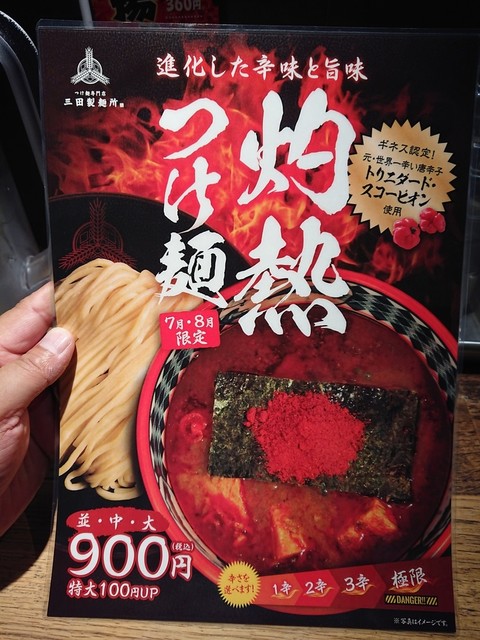 360円
進化した辛味と旨味
つけ麺専門店
三田製麺所
灼熱
つけ麺
ギネス認定!
元・世界一辛い唐辛子
トリニダード・
スコーピオン
使用
7月・8月
限定
並・中・大
900円(税込)
特大100円UP
辛さを
選べます!
1辛 2辛 3辛 極限
DANGER!!
※写真はイメージです。